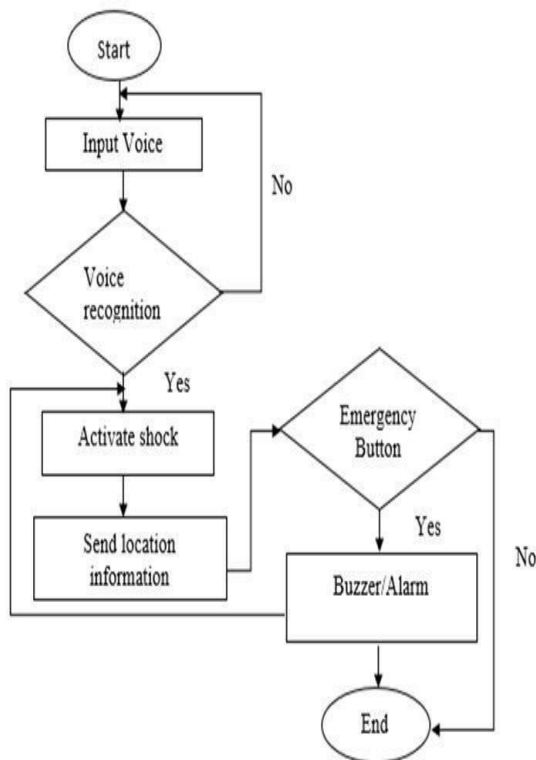 Start
Input Voice
No
Voice
recognition
Yes
Activate shock
Send location
information
Emergency
Button
Yes
No
Buzzer/Alarm
End